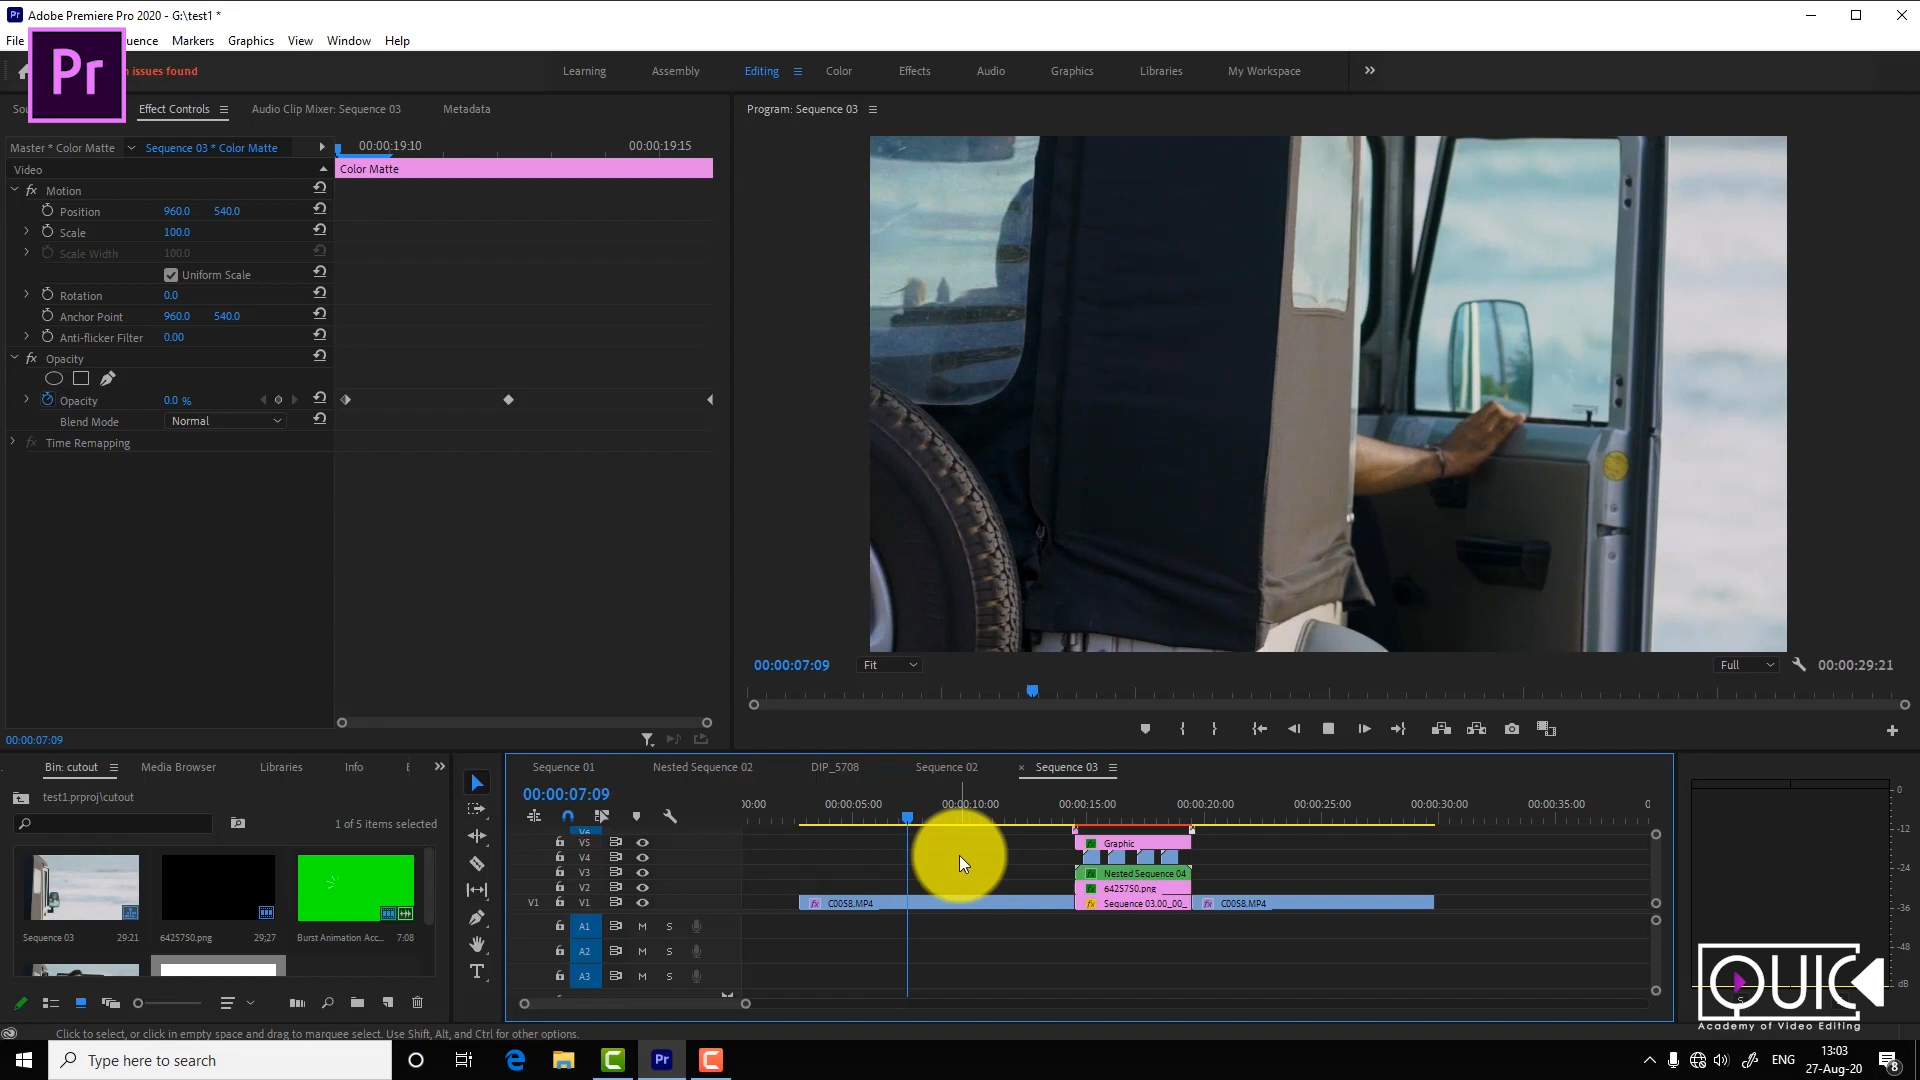 Adobe Premiere Pro 2020 - G:\test1 *
File
uence
Markers
Graphics
View
Window
Help
Pr
issues found
Learning
Assembly
Editing
Color
Effects
Audio
Graphics
Libraries
My Workspace
Effect Controls
Audio Clip Mixer: Sequence 03
Metadata
Program: Sequence 03
Master * Color Matte
Sequence 03 * Color Matte
00:00:19:10
00:00:19:15
Video
Color Matte
Motion
Position 960.0 540.0
Scale 100.0
Scale Width 100.0
Uniform Scale
Rotation 0.0
Anchor Point 960.0 540.0
Anti-flicker Filter 0.00
Opacity
Opacity 0.0 %
Blend Mode Normal
Time Remapping
00:00:07:09
Fit
Full
00:00:29:21
00:00:07:09
Bin: cutout
Media Browser
Libraries
Info
test1.prproj\cutout
1 of 5 items selected
Sequence 03 29:21
6425750.png 29:27
Burst Animation Acc... 7:08
Sequence 01
Nested Sequence 02
DIP_5708
Sequence 02
× Sequence 03
00:00:07:09
:00:00
00:00:05:00
00:00:10:00
00:00:15:00
00:00:20:00
00:00:25:00
00:00:30:00
00:00:35:00
V6
V5
Graphic
V4
V3
Nested Sequence 04
V2
6425750.png
V1
V1
C0058.MP4
Sequence 03.00_00_
C0058.MP4
A1 M S
A2 M S
A3 M S
0
-12
-24
-36
-48
dB
S
QUIC
Academy of Video Editing
Click to select, or click in empty space and drag to marquee select. Use Shift, Alt, and Ctrl for other options.
Type here to search
Pr
ENG
13:03
27-Aug-20
8